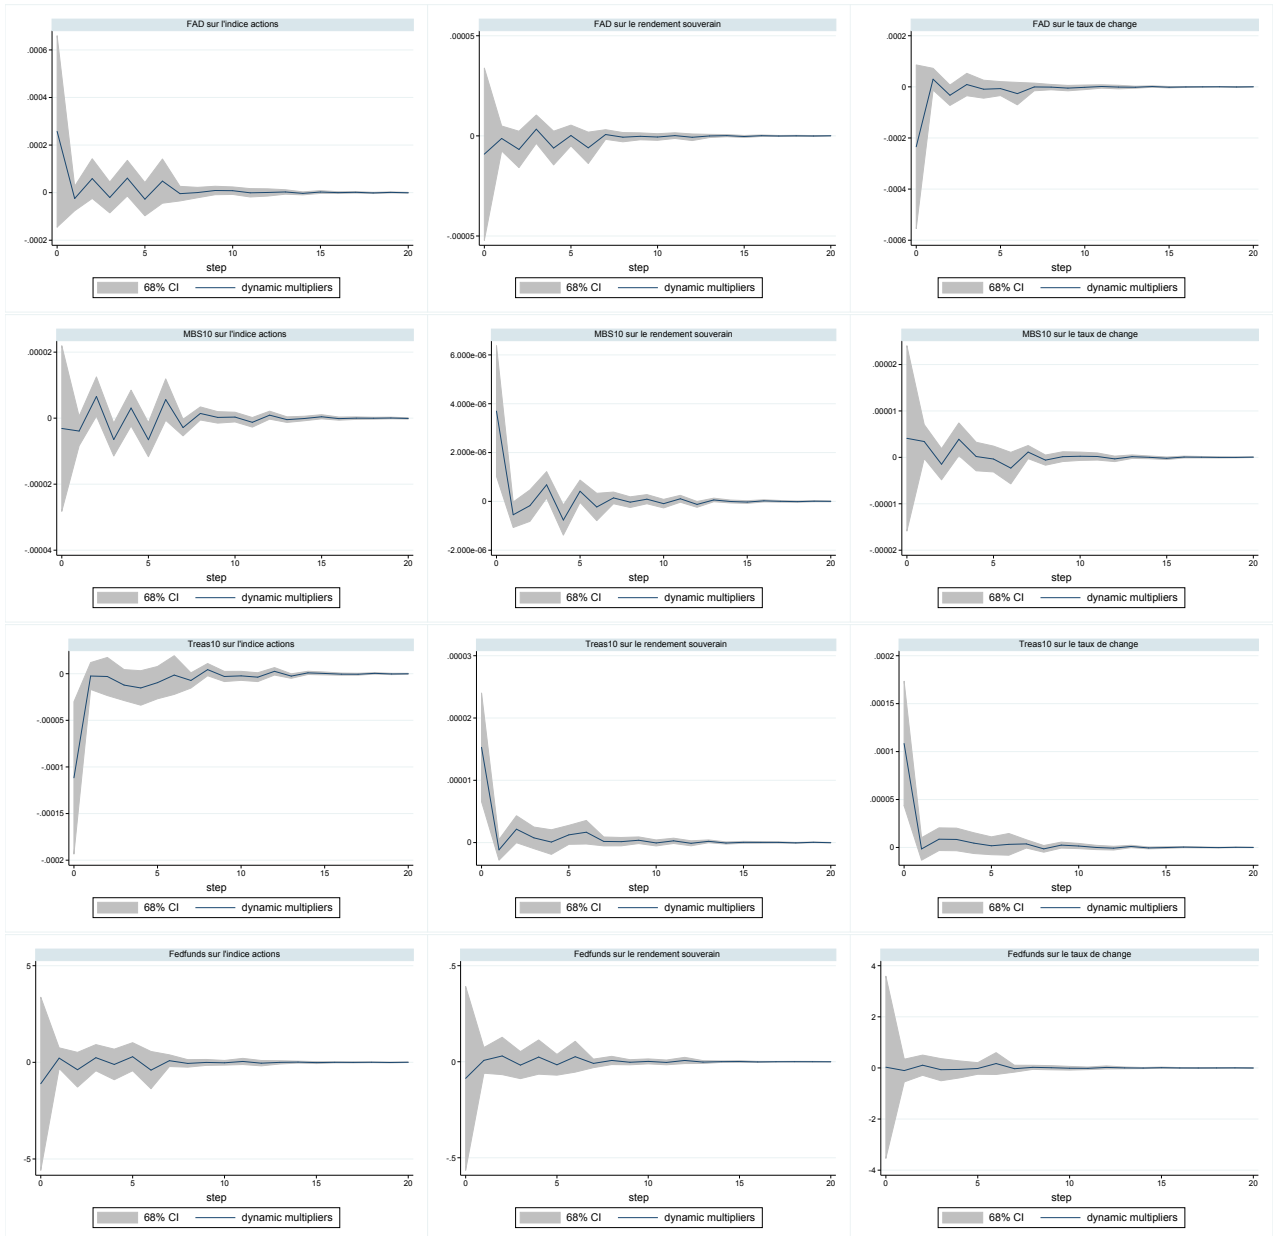 FAD sur l'indice actions
.0006
.0004
.0002
0
-.0002
0 5 10 15 20
step
68% CI dynamic multipliers
FAD sur le rendement souverain
.00005
0
-.00005
0 5 10 15 20
step
68% CI dynamic multipliers
FAD sur le taux de change
.0002
0
-.0002
-.0004
-.0006
0 5 10 15 20
step
68% CI dynamic multipliers
MBS10 sur l'indice actions
.00002
0
-.00002
-.00004
0 5 10 15 20
step
68% CI dynamic multipliers
MBS10 sur le rendement souverain
6.000e-06
4.000e-06
2.000e-06
0
-2.000e-06
0 5 10 15 20
step
68% CI dynamic multipliers
MBS10 sur le taux de change
.00002
.00001
0
-.00001
-.00002
0 5 10 15 20
step
68% CI dynamic multipliers
Treas10 sur l'indice actions
0
-.00005
-.0001
-.00015
-.0002
0 5 10 15 20
step
68% CI dynamic multipliers
Treas10 sur le rendement souverain
.00003
.00002
.00001
0
0 5 10 15 20
step
68% CI dynamic multipliers
Treas10 sur le taux de change
.0002
.00015
.0001
.00005
0
0 5 10 15 20
step
68% CI dynamic multipliers
Fedfunds sur l'indice actions
5
0
-5
0 5 10 15 20
step
68% CI dynamic multipliers
Fedfunds sur le rendement souverain
.5
0
-.5
0 5 10 15 20
step
68% CI dynamic multipliers
Fedfunds sur le taux de change
4
2
0
-2
-4
0 5 10 15 20
step
68% CI dynamic multipliers